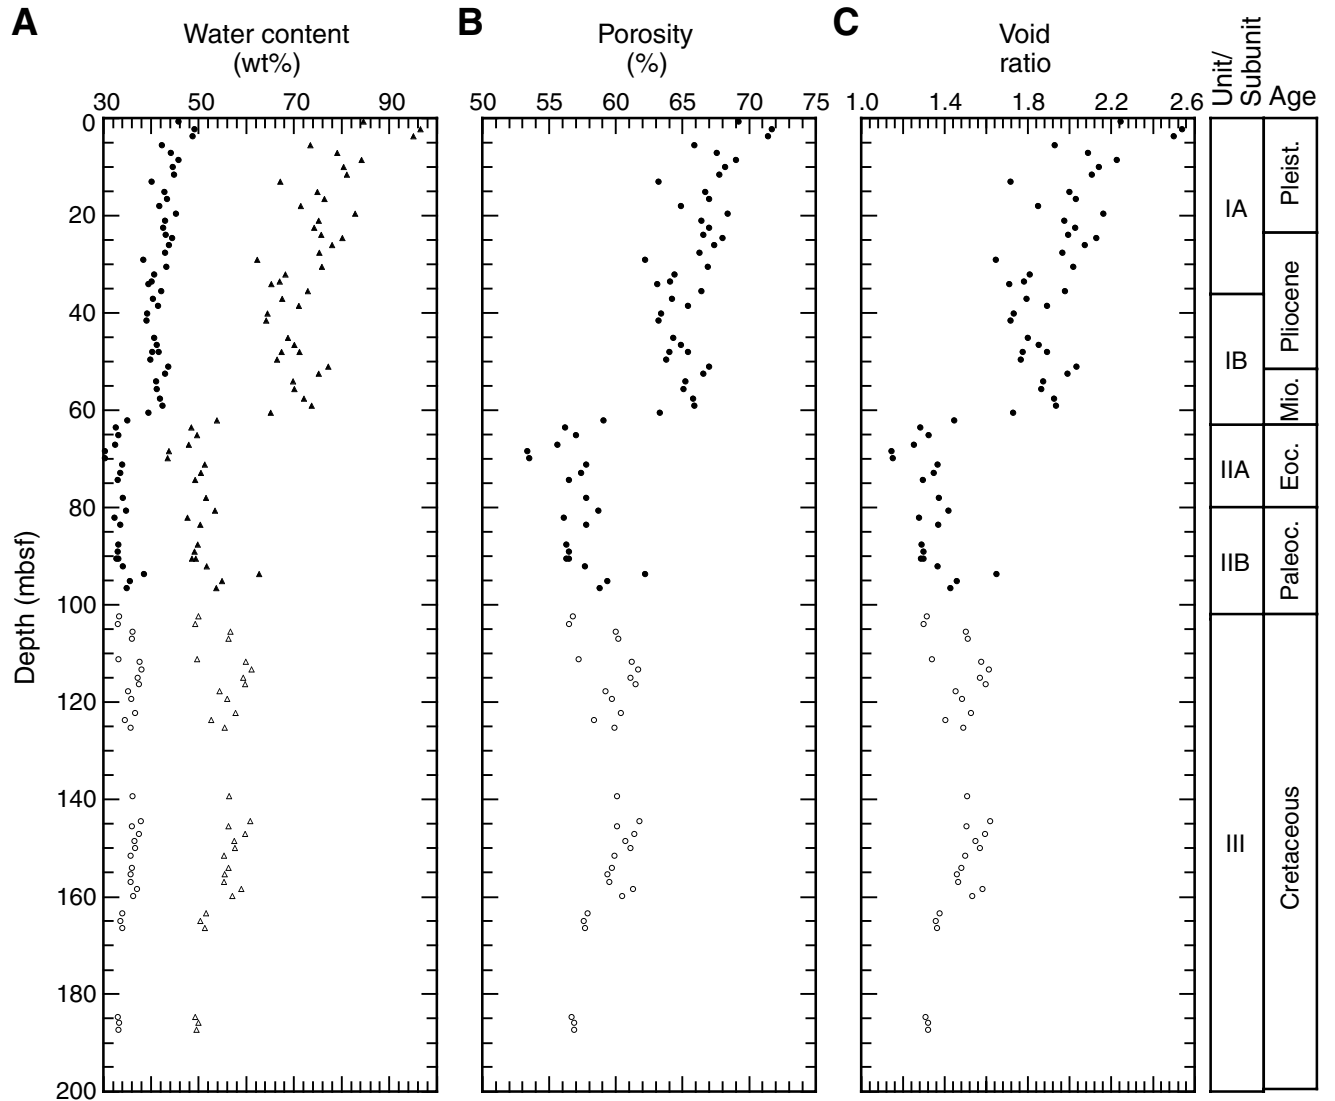 A
Water content
(wt%)
30 50 70 90
B
Porosity
(%)
50 55 60 65 70 75
C
Void
ratio
1.0 1.4 1.8 2.2 2.6
Unit/
Subunit
Age
Depth (mbsf)
0
20
40
60
80
100
120
140
160
180
200
IA
IB
IIA
IIB
III
Pleist.
Pliocene
Mio.
Eoc.
Paleoc.
Cretaceous